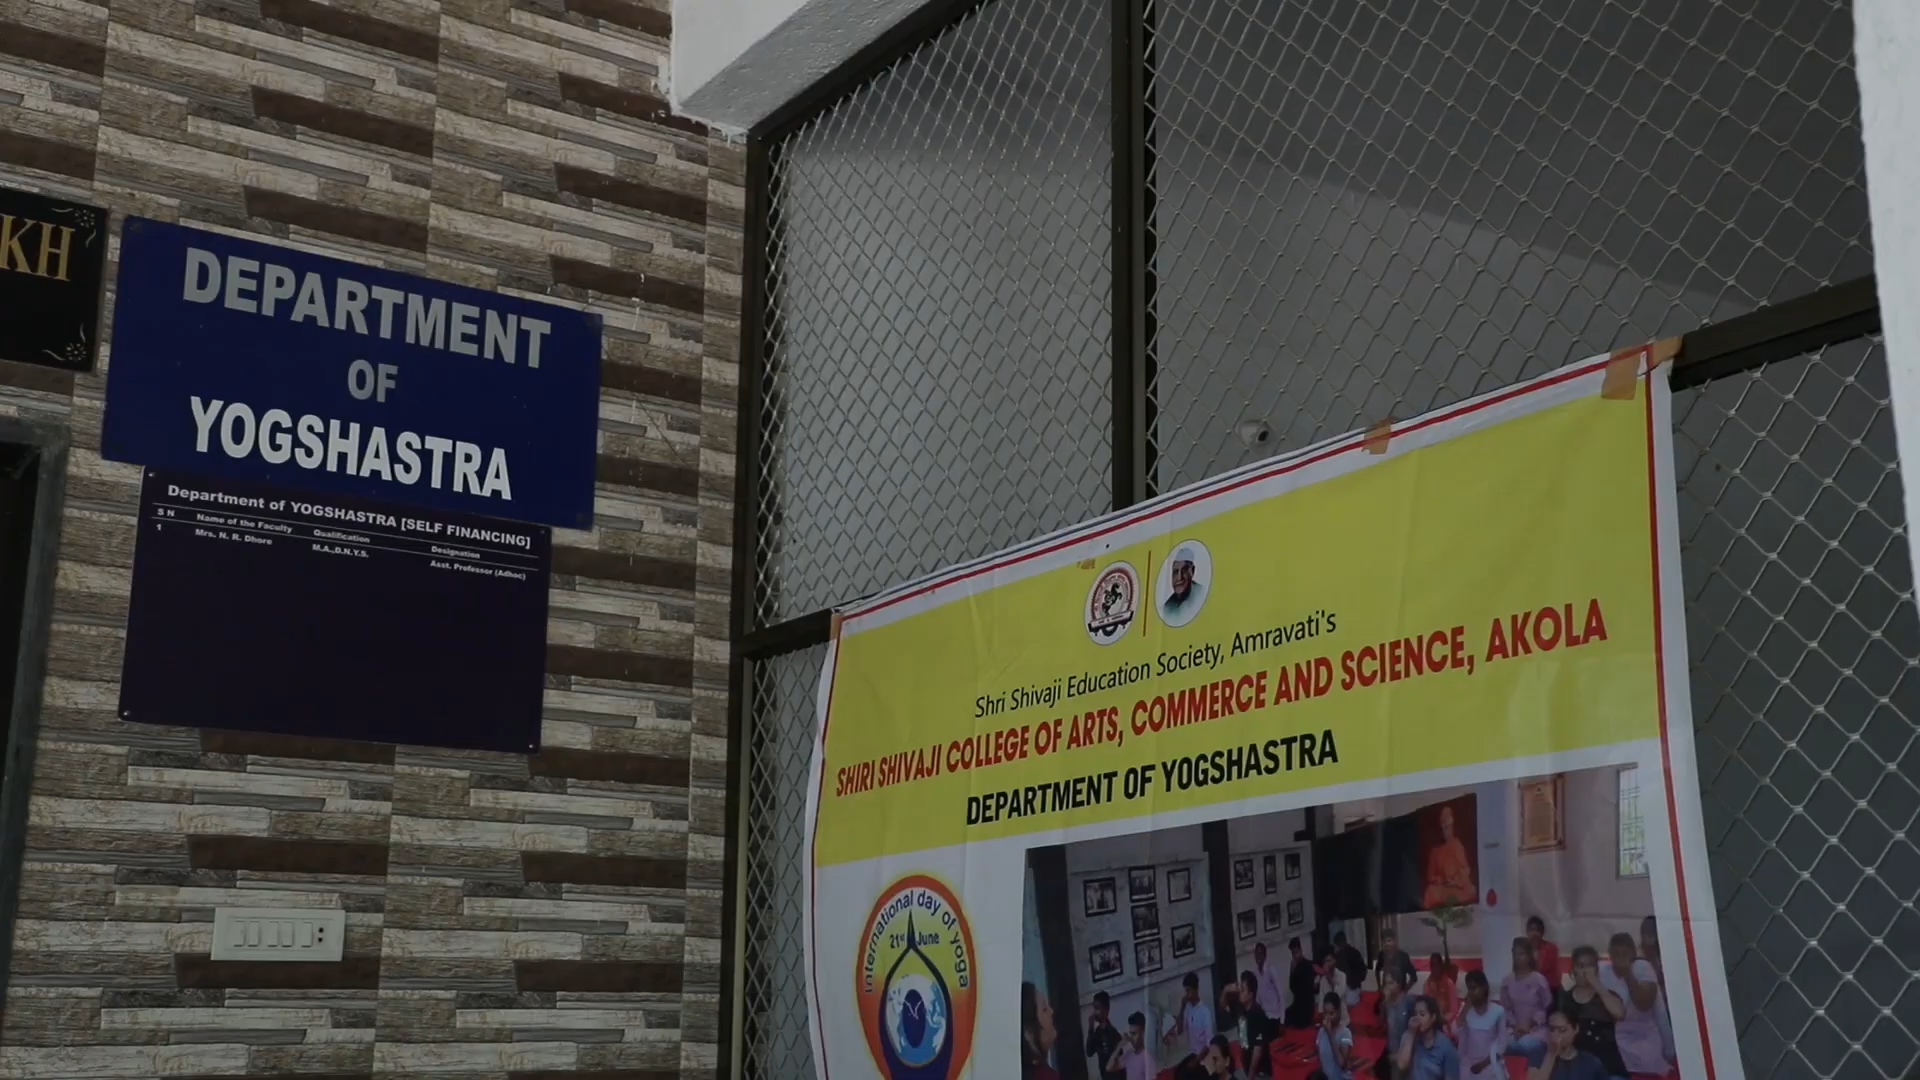 KH
DEPARTMENT
OF
YOGSHASTRA
Department of YOGSHASTRA [SELF FINANCING]
S N Name of the Faculty Qualification Designation
1 Mrs. N. R. Dhore M.A.,D.N.Y.S. Asst. Professor (Adhoc)
Shri Shivaji Education Society, Amravati's
SHIRI SHIVAJI COLLEGE OF ARTS, COMMERCE AND SCIENCE, AKOLA
DEPARTMENT OF YOGSHASTRA
International day of Yoga
21st June